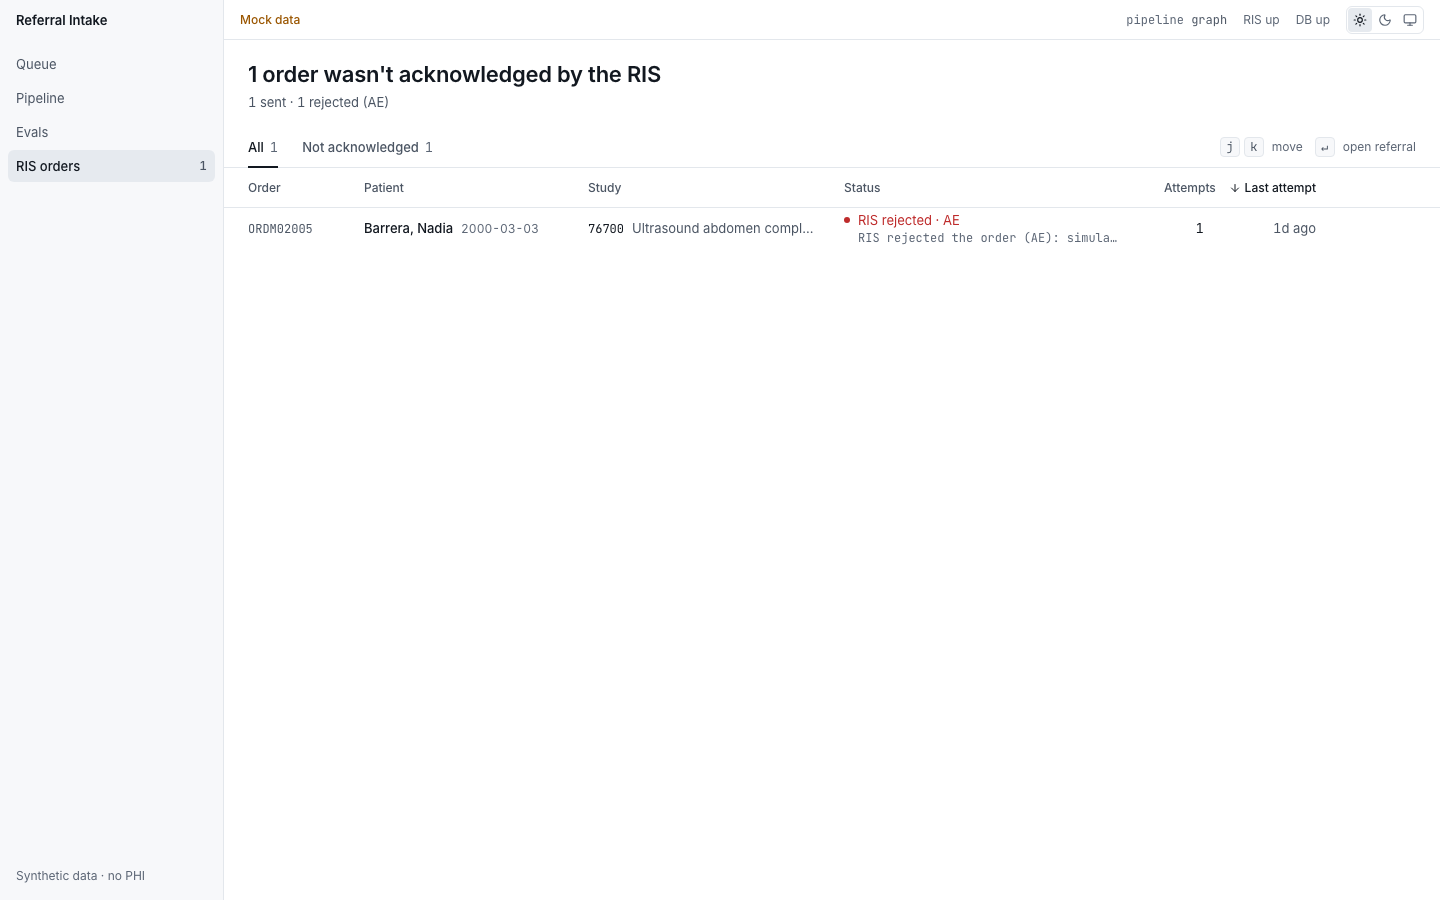 Referral Intake
Queue
Pipeline
Evals
RIS orders 1
Synthetic data · no PHI
Mock data
pipeline graph RIS up DB up
1 order wasn't acknowledged by the RIS
1 sent · 1 rejected (AE)
All 1 Not acknowledged 1
j k move ↵ open referral
Order Patient Study Status Attempts ↓ Last attempt
ORDM02005 Barrera, Nadia 2000-03-03 76700 Ultrasound abdomen compl... RIS rejected · AE 1 1d ago
RIS rejected the order (AE): simula…